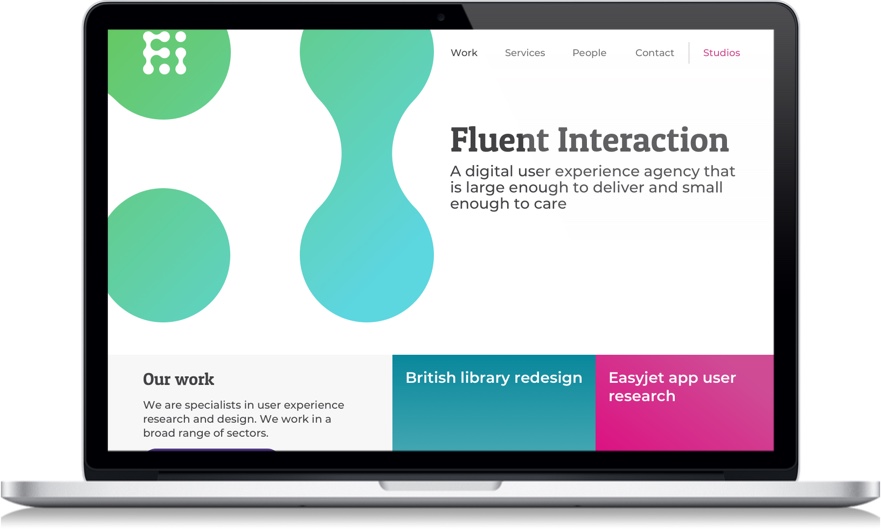 Work Services People Contact Studios
Fluent Interaction
A digital user experience agency that
is large enough to deliver and small
enough to care
Our work
We are specialists in user experience
research and design. We work in a
broad range of sectors.
British library redesign
Easyjet app user
research